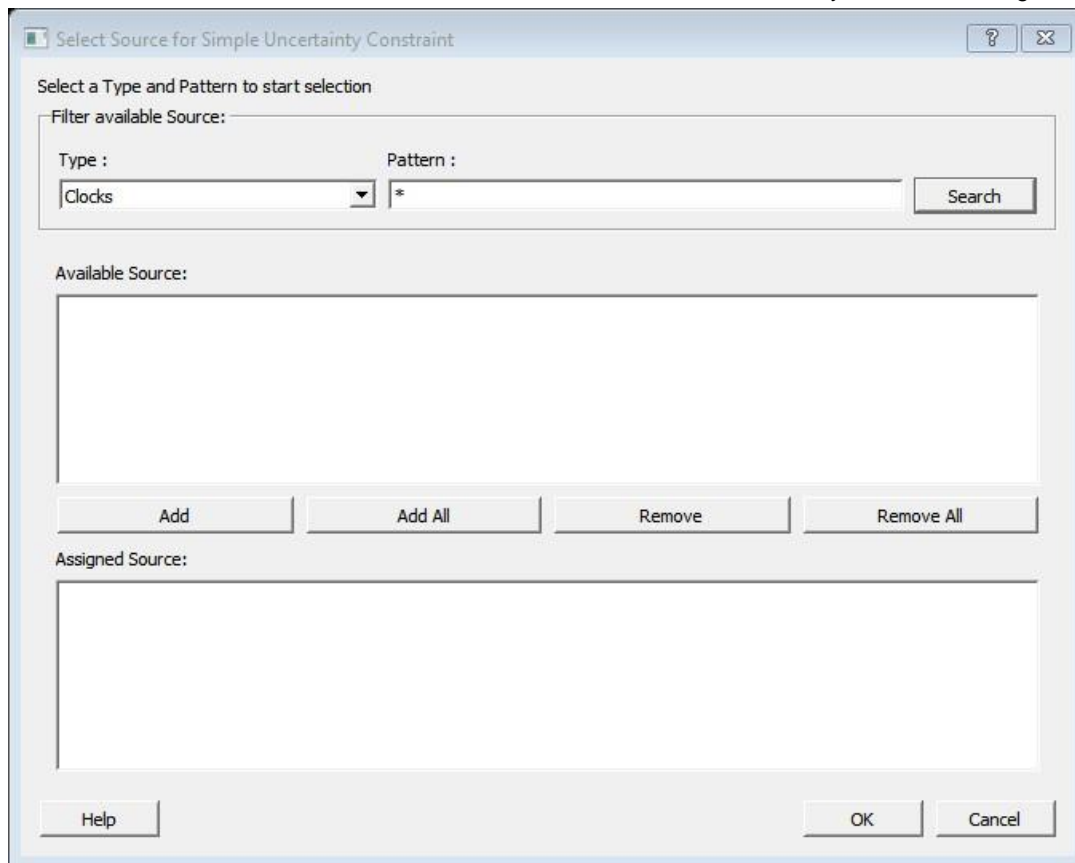 Select Source for Simple Uncertainty Constraint
Select a Type and Pattern to start selection
Filter available Source:
Type : Pattern :
Clocks * Search
Available Source:
Add Add All Remove Remove All
Assigned Source:
Help OK Cancel